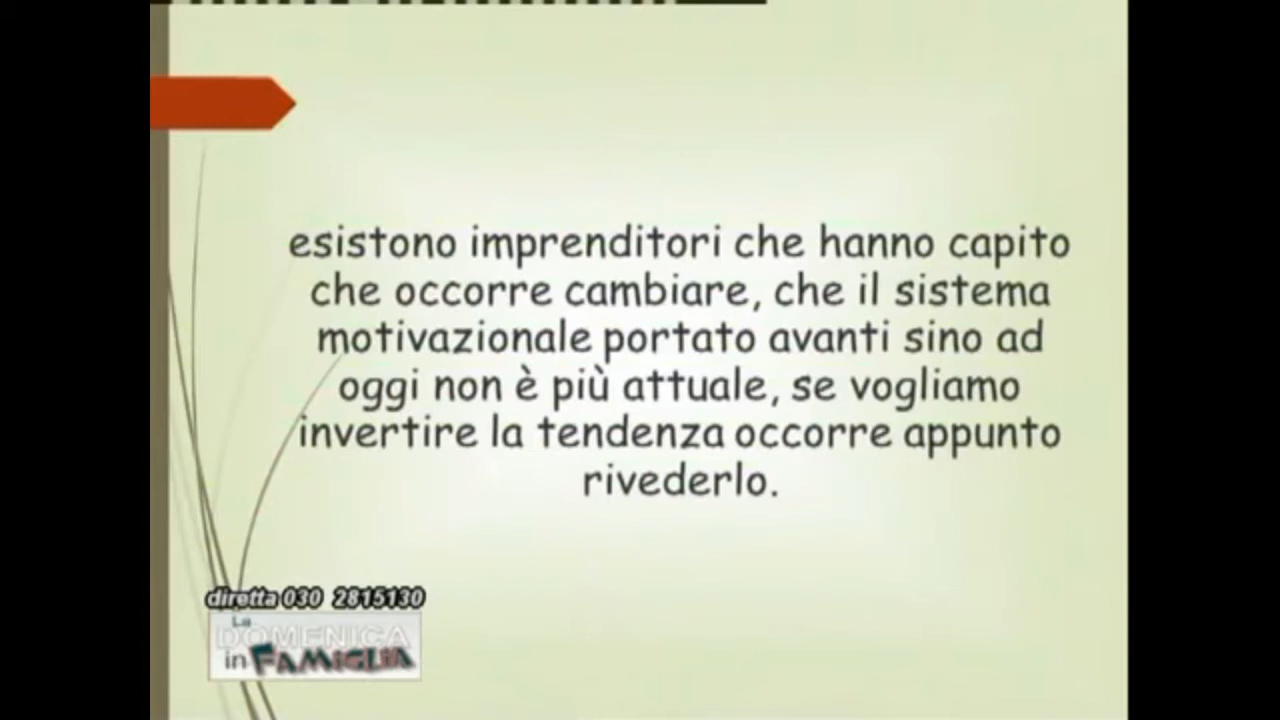 esistono imprenditori che hanno capito
che occorre cambiare, che il sistema
motivazionale portato avanti sino ad
oggi non è più attuale, se vogliamo
invertire la tendenza occorre appunto
rivederlo.
diretta 030 2815130
La
DOMENICA
in FAMIGLIA